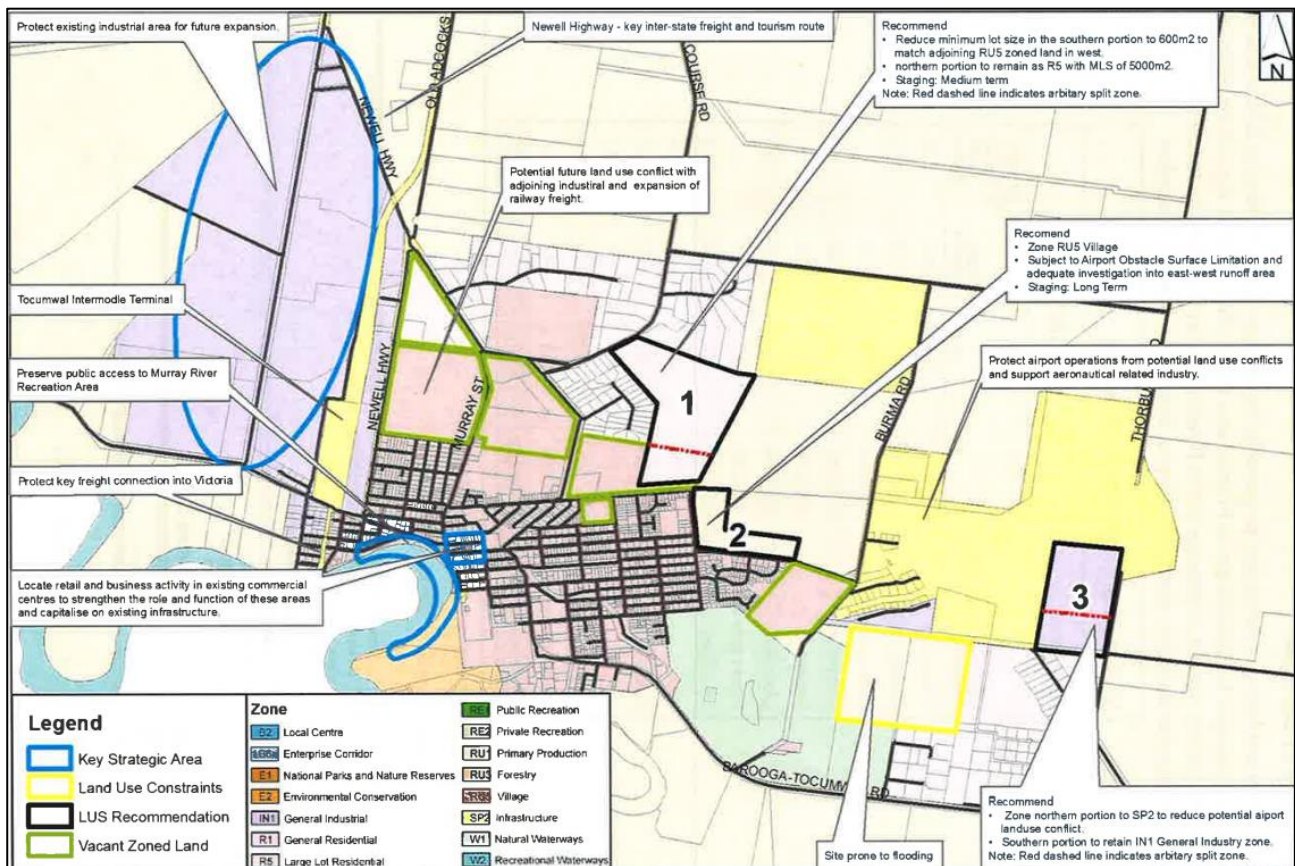 Protect existing industrial area for future expansion.
Newell Highway - key inter-state freight and tourism route
Recommend
• Reduce minimum lot size in the southern portion to 600m2 to
match adjoining RU5 zoned land in west.
• northern portion to remain as R5 with MLS of 5000m2.
• Staging: Medium term
Note: Red dashed line indicates arbitary split zone.
N
OLD ADCOCKS
COURSE RD
NEWELL HWY
Potential future land use conflict with
adjoining industiral and expansion of
railway freight.
Recomend
• Zone RU5 Village
• Subject to Airport Obstacle Surface Limitation and
adequate investigation into east-west runoff area
• Staging: Long Term
Tocumwal Intermodle Terminal
Preserve public access to Murray River
Recreation Area
NEWELL HWY
MURRAY ST
1
BURMA RD
Protect airport operations from potential land use conflicts
and support aeronautical related industry.
Protect key freight connection into Victoria
2
3
Locate retail and business activity in existing commercial
centres to strengthen the role and function of these areas
and capitalise on existing infrastructure.
BAROOGA-TOCUMWAL RD
Site prone to flooding
Recommend
• Zone northern portion to SP2 to reduce potential aiport
landuse conflict.
• Southern portion to retain IN1 General Industry zone.
Note: Red dashed line indicates arbitary split zone.
Legend
Key Strategic Area
Land Use Constraints
LUS Recommendation
Vacant Zoned Land
Zone
B2 Local Centre
Enterprise Corridor
E1 National Parks and Nature Reserves
E2 Environmental Conservation
IN1 General Industrial
R1 General Residential
R5 Large Lot Residential
RE1 Public Recreation
RE2 Private Recreation
RU1 Primary Production
RU3 Forestry
RU5 Village
SP2 Infrastructure
W1 Natural Waterways
W2 Recreational Waterways